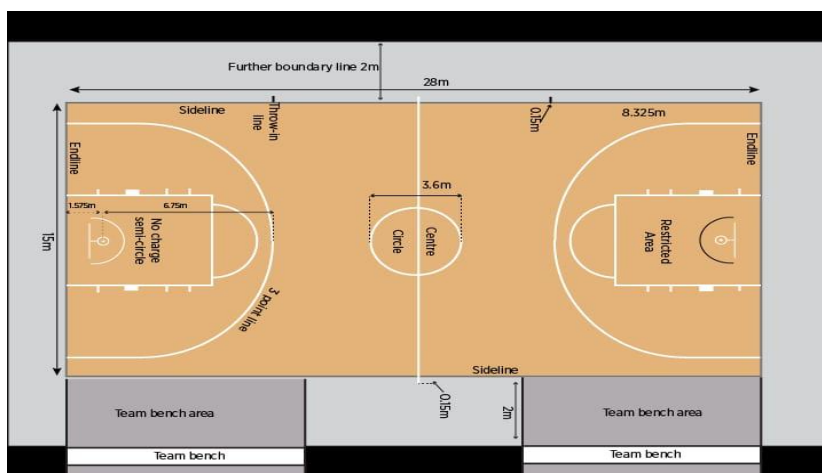 Further boundary line 2m
28m
Sideline
Throw-in
line
0.15m
8.325m
Endline
Endline
3.6m
1.575m
6.75m
No charge
semi-circle
Centre
Circle
Restricted
Area
15m
3 point line
Sideline
0.15m
2m
Team bench area
Team bench area
Team bench
Team bench